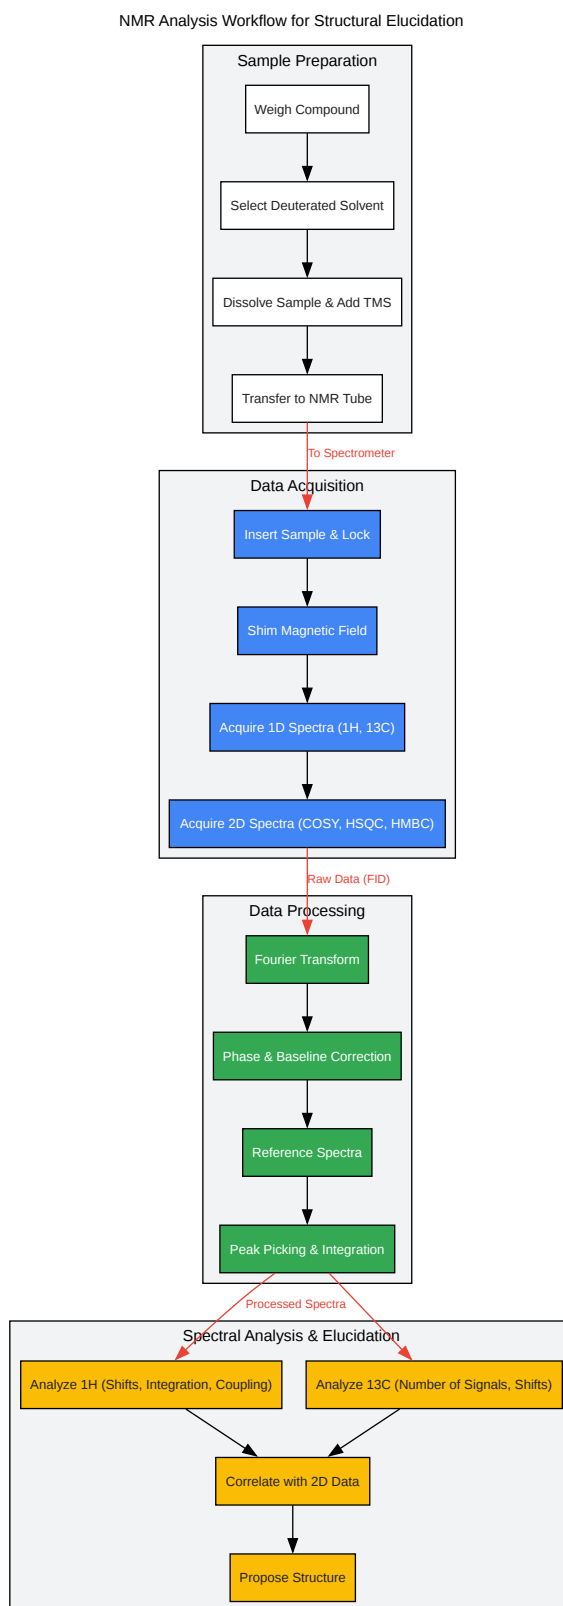 NMR Analysis Workflow for Structural Elucidation
Sample Preparation
Weigh Compound
Select Deuterated Solvent
Dissolve Sample & Add TMS
Transfer to NMR Tube
To Spectrometer
Data Acquisition
Insert Sample & Lock
Shim Magnetic Field
Acquire 1D Spectra (1H, 13C)
Acquire 2D Spectra (COSY, HSQC, HMBC)
Raw Data (FID)
Data Processing
Fourier Transform
Phase & Baseline Correction
Reference Spectra
Peak Picking & Integration
Processed Spectra
Spectral Analysis & Elucidation
Analyze 1H (Shifts, Integration, Coupling)
Analyze 13C (Number of Signals, Shifts)
Correlate with 2D Data
Propose Structure